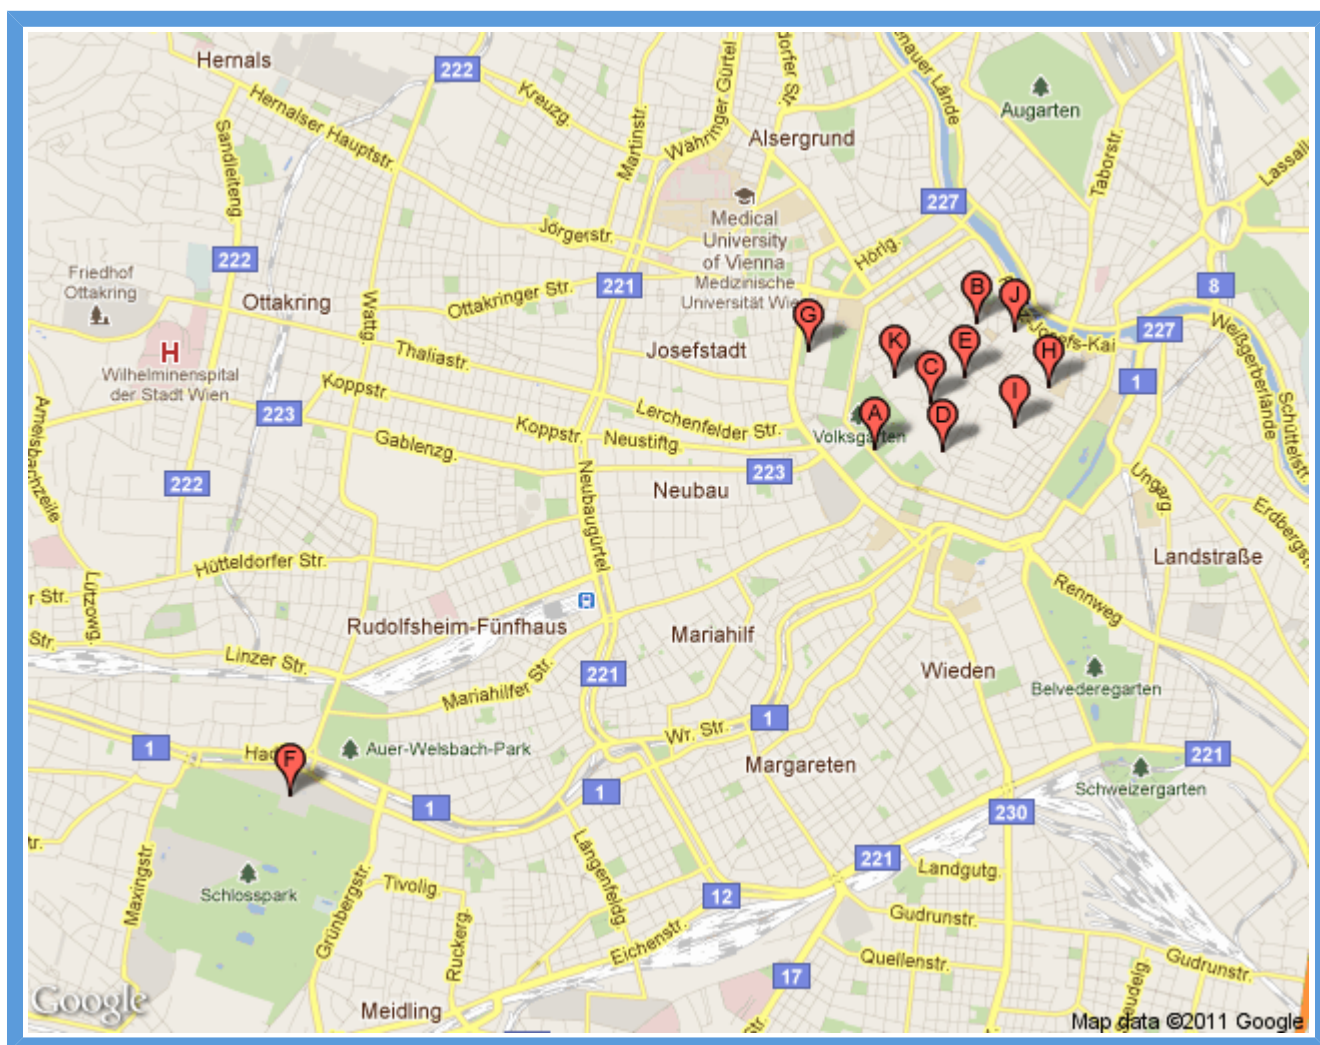 Hernals
222
Kreuzg.
Hernalser Hauptstr.
Sandleiteng
Martinstr.
Währinger Gürtel
Alsergrund
Augarten
Taborstr.
227
Medical
University
of Vienna
Medizinische
Universität Wie
Jörgerstr.
Hörlg.
222
Friedhof
Ottakring
Ottakring
Wattg
Ottakringer Str.
221
8
B
J
G
227
H
Wilhelminenspital
der Stadt Wien
Thaliastr.
Josefstadt
K
E
H
C
1
I
Koppstr
223
Lerchenfelder Str.
A
D
Volksgarten
Gablenzg.
Koppstr.
Neustiftg.
222
223
Neubau
Ungarg.
Weißgerberlände
Schüttelstr.
Neubaugürtel
Hütteldorfer Str.
Landstraße
r Str.
Lützowg.
Rennweg
Str.
Rudolfsheim-Fünfhaus
Mariahilf
Linzer Str.
221
Wieden
Belvederegarten
Mariahilfer Str.
1
Wr. Str.
1
Auer-Welsbach-Park
221
F
Margareten
1
1
Schweizergarten
230
Maxingstr.
Schlosspark
Grünbergstr.
Tivolig.
Längenfeldg
221
Landgutg.
12
Gudrunstr.
Ruckerg.
Eichenstr.
Quellenstr.
Gudrunstr.
17
Google
Meidling
Map data ©2011 Google